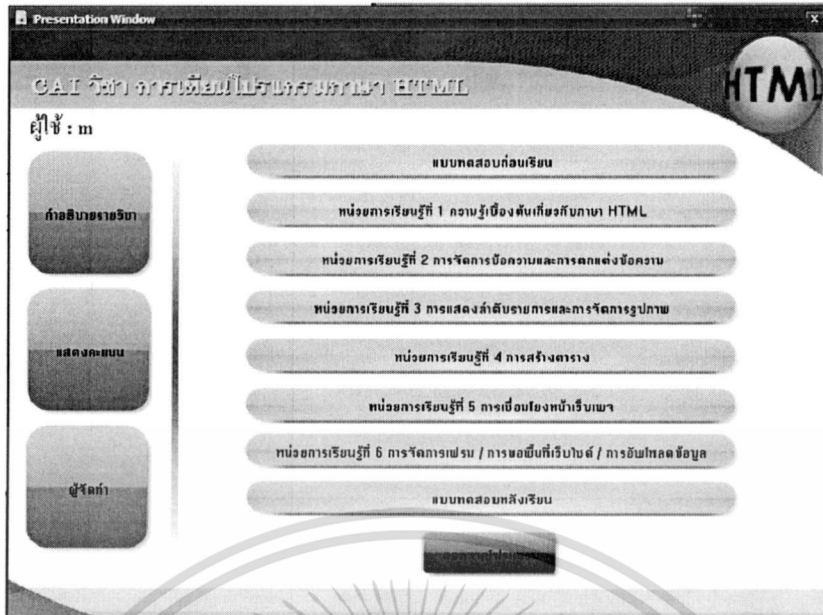 Presentation Window
CAI วิชา การเขียนโปรแกรมภาษา HTML
HTML
ผู้ใช้ : m
คำอธิบายรายวิชา
แสดงคะแนน
ผู้จัดทำ
แบบทดสอบก่อนเรียน
หน่วยการเรียนรู้ที่ 1 ความรู้เบื้องต้นเกี่ยวกับภาษา HTML
หน่วยการเรียนรู้ที่ 2 การจัดการข้อความและการตกแต่งข้อความ
หน่วยการเรียนรู้ที่ 3 การแสดงลำดับรายการและการจัดการรูปภาพ
หน่วยการเรียนรู้ที่ 4 การสร้างตาราง
หน่วยการเรียนรู้ที่ 5 การเชื่อมโยงหน้าเว็บเพจ
หน่วยการเรียนรู้ที่ 6 การจัดการเฟรม / การขอพื้นที่เว็บไซต์ / การอัพโหลดข้อมูล
แบบทดสอบหลังเรียน